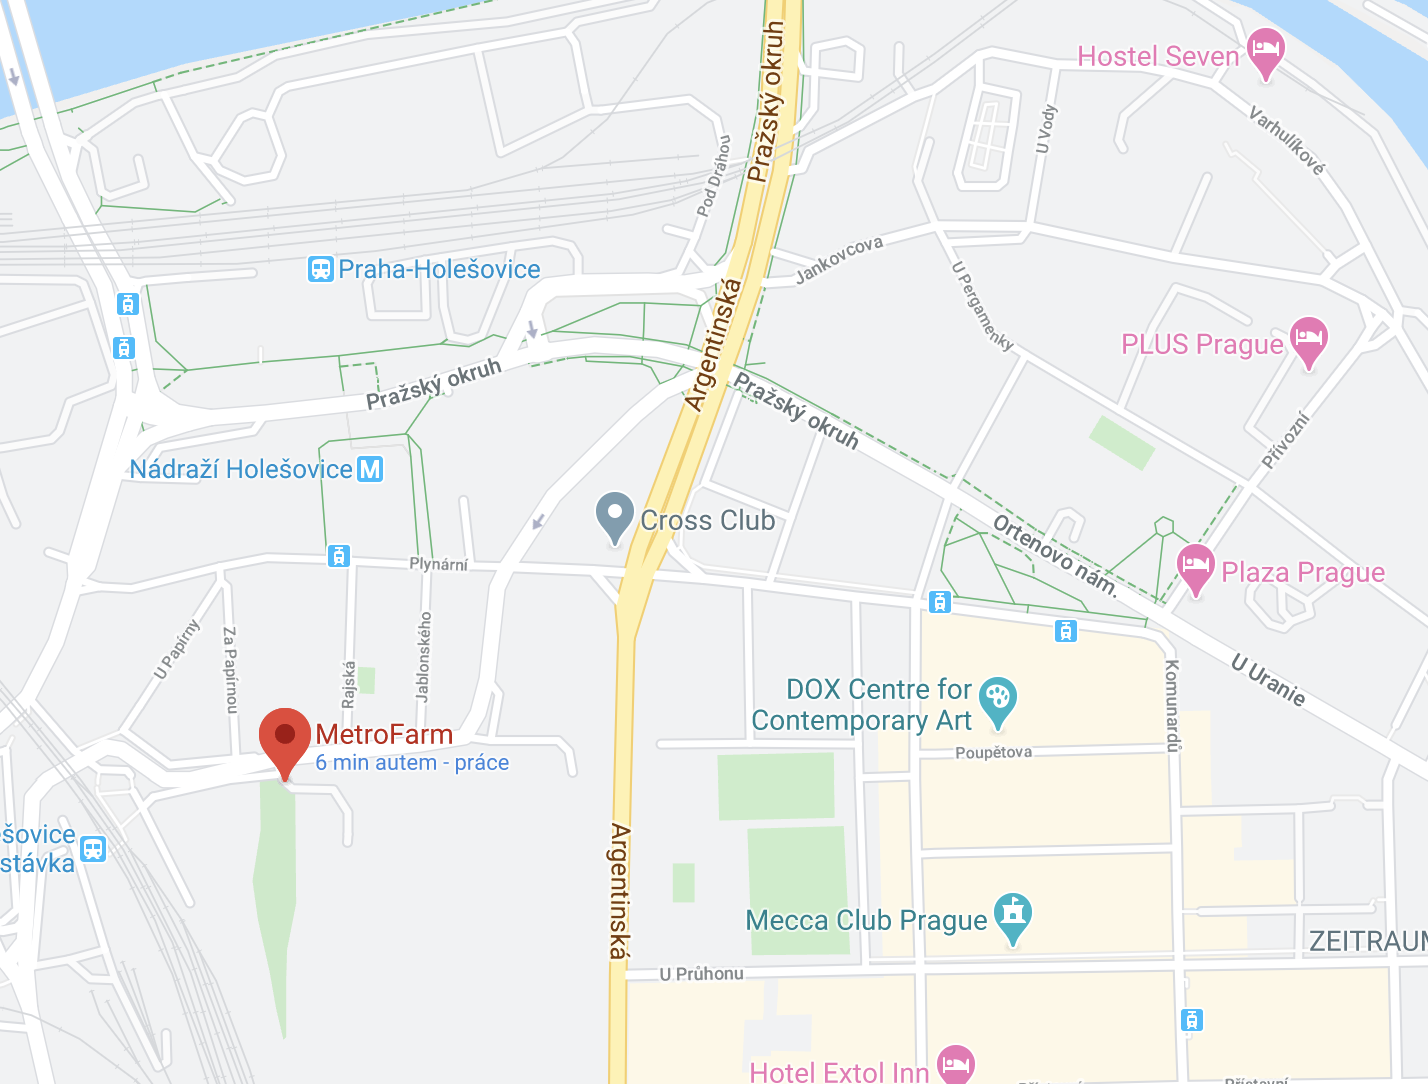 Pražský okruh
Hostel Seven
Varhulíkové
U Vody
Pod Dráhou
Praha-Holešovice
Jankovcova
Argentinská
U Pergamenky
PLUS Prague
Pražský okruh
Pražský okruh
Přívozní
Nádraží Holešovice
M
Cross Club
Ortenovo nám.
Plynární
Plaza Prague
U Papírny
Za Papírnou
Rajská
Jablonského
U Uranie
Komunardů
DOX Centre for
Contemporary Art
MetroFarm
6 min autem - práce
Poupětova
ešovice
stávka
Argentinská
Mecca Club Prague
ZEITRAUM
U Průhonu
Hotel Extol Inn